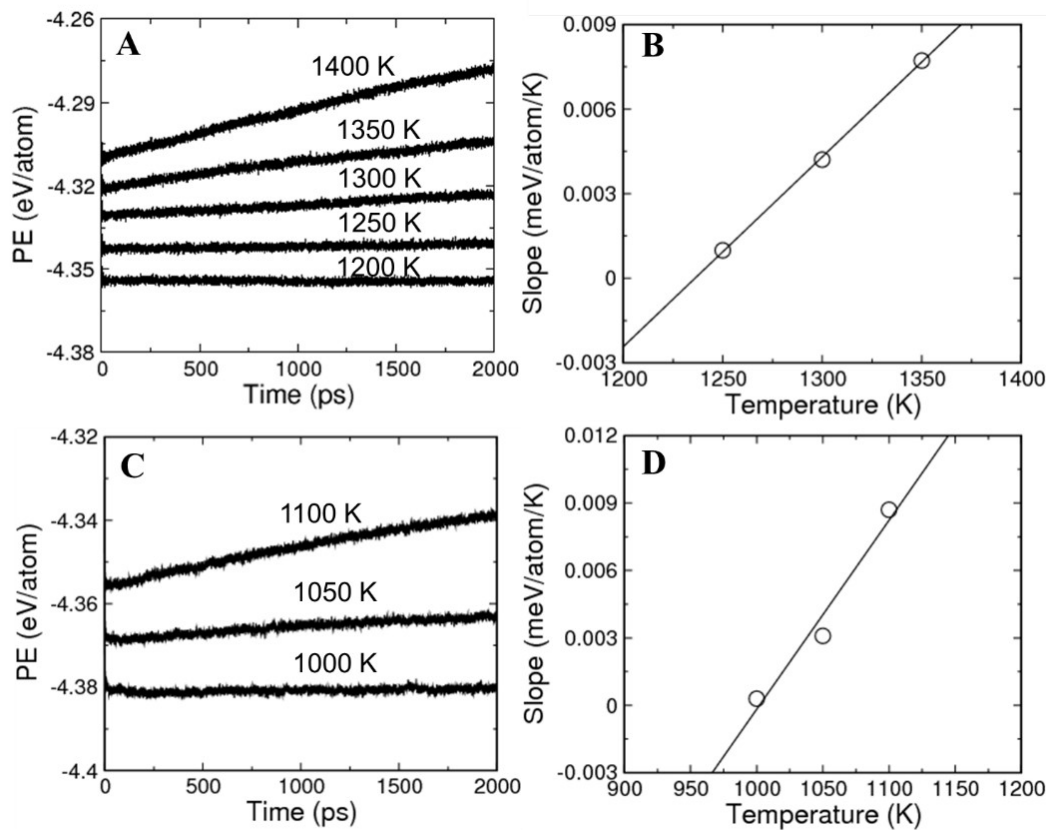 A
PE (eV/atom)
-4.26
-4.29
-4.32
-4.35
-4.38
1400 K
1350 K
1300 K
1250 K
1200 K
0 500 1000 1500 2000
Time (ps)
B
Slope (meV/atom/K)
0.009
0.006
0.003
0
-0.003
1200 1250 1300 1350 1400
Temperature (K)
C
PE (eV/atom)
-4.32
-4.34
-4.36
-4.38
-4.4
1100 K
1050 K
1000 K
0 500 1000 1500 2000
Time (ps)
D
Slope (meV/atom/K)
0.012
0.009
0.006
0.003
0
-0.003
900 950 1000 1050 1100 1150 1200
Temperature (K)